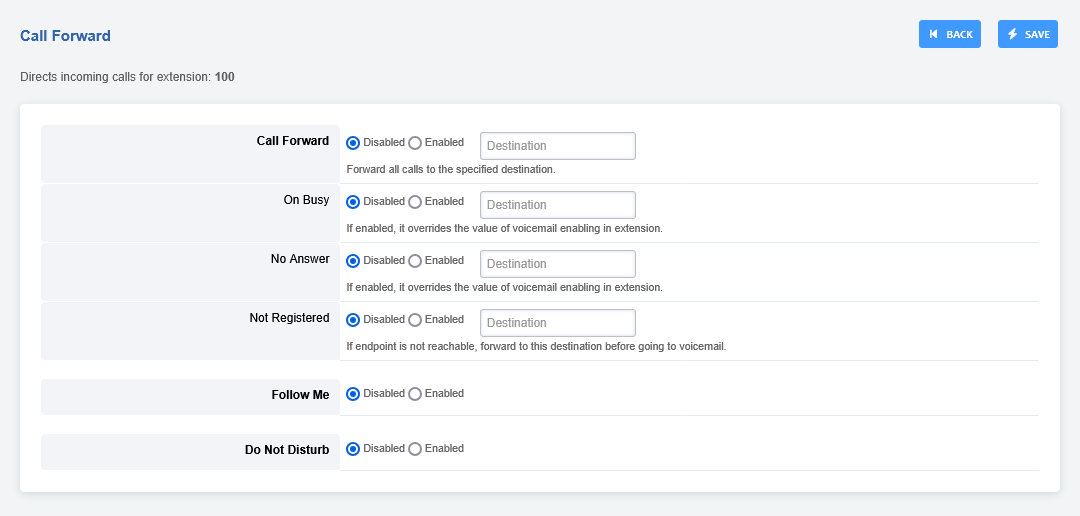 Call Forward
BACK
SAVE
Directs incoming calls for extension: 100
Call Forward
Disabled Enabled Destination
Forward all calls to the specified destination.
On Busy
Disabled Enabled Destination
If enabled, it overrides the value of voicemail enabling in extension.
No Answer
Disabled Enabled Destination
If enabled, it overrides the value of voicemail enabling in extension.
Not Registered
Disabled Enabled Destination
If endpoint is not reachable, forward to this destination before going to voicemail.
Follow Me
Disabled Enabled
Do Not Disturb
Disabled Enabled